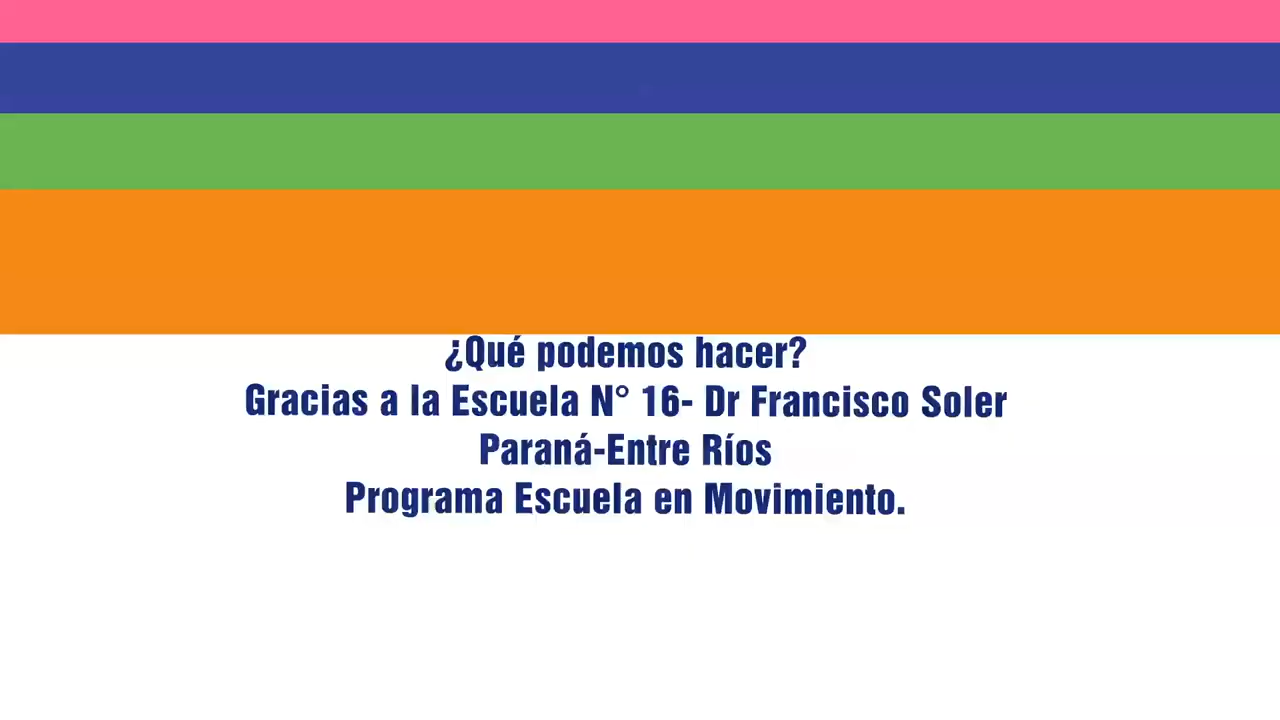 ¿Qué podemos hacer?
Gracias a la Escuela N° 16- Dr Francisco Soler
Paraná-Entre Ríos
Programa Escuela en Movimiento.